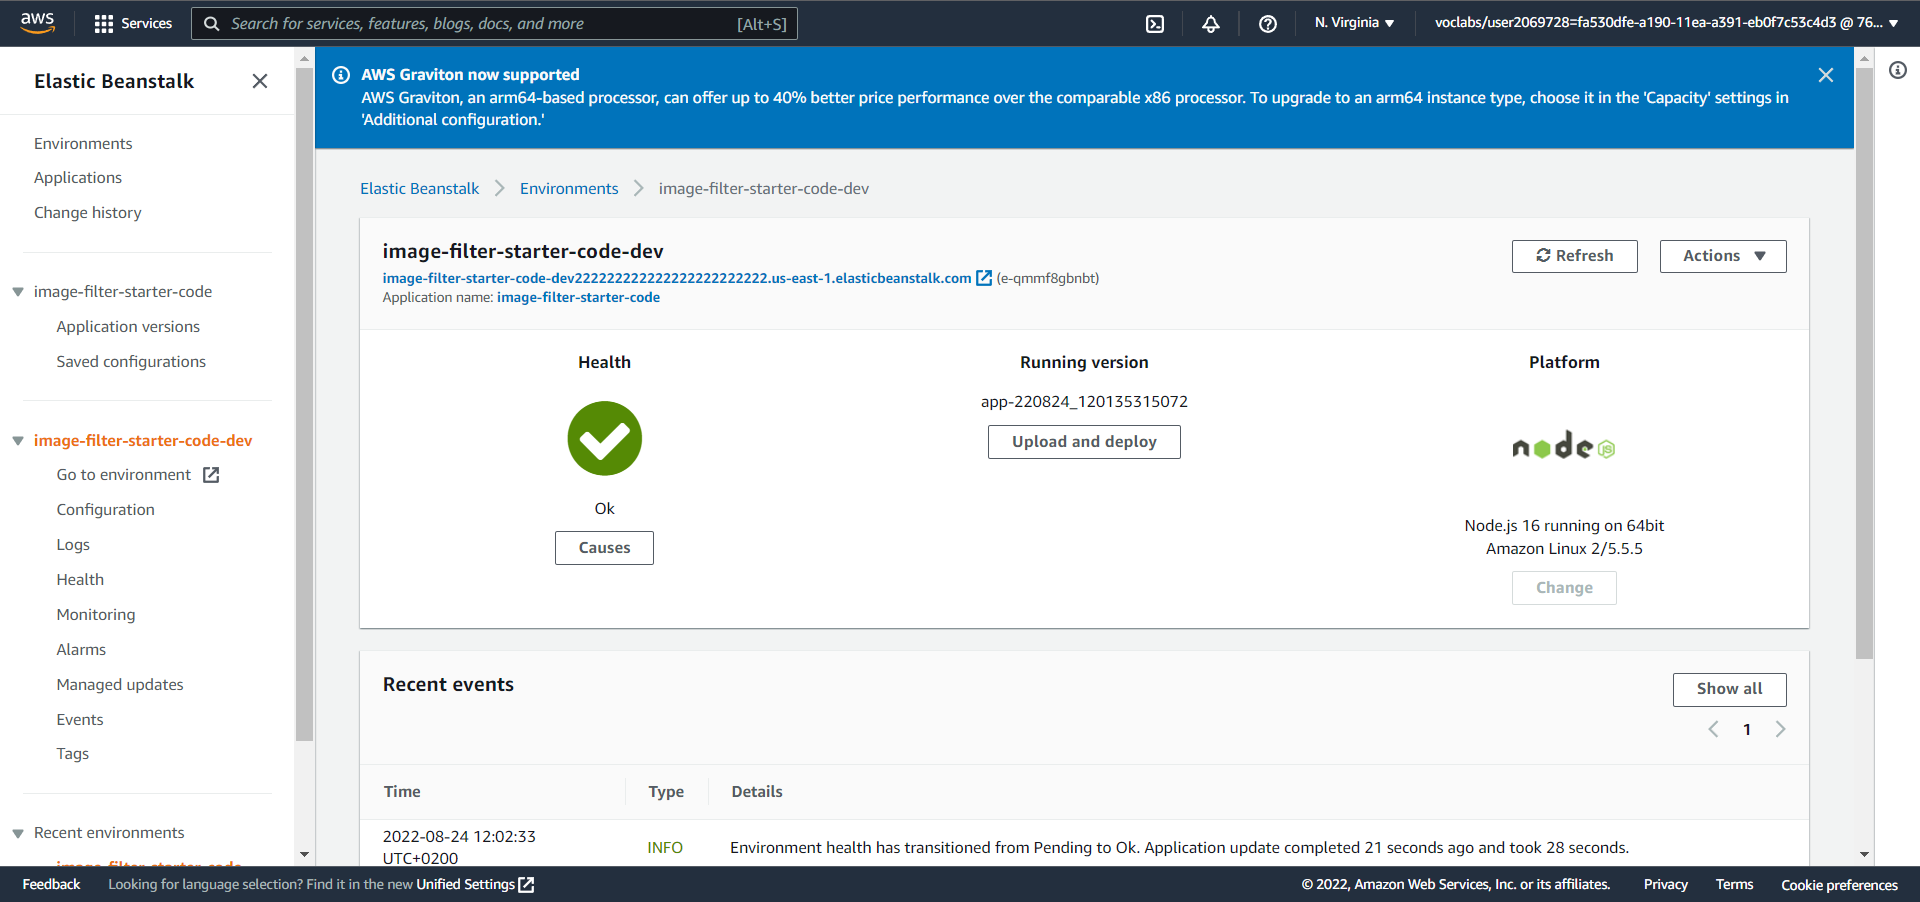 aws
Services
Search for services, features, blogs, docs, and more
[Alt+S]
N. Virginia
voclabs/user2069728=fa530dfe-a190-11ea-a391-eb0f7c53c4d3 @ 76...
Elastic Beanstalk
Environments
Applications
Change history
image-filter-starter-code
Application versions
Saved configurations
image-filter-starter-code-dev
Go to environment
Configuration
Logs
Health
Monitoring
Alarms
Managed updates
Events
Tags
Recent environments
image-filter-starter-code
AWS Graviton now supported
AWS Graviton, an arm64-based processor, can offer up to 40% better price performance over the comparable x86 processor. To upgrade to an arm64 instance type, choose it in the 'Capacity' settings in
'Additional configuration.'
Elastic Beanstalk
Environments
image-filter-starter-code-dev
image-filter-starter-code-dev
Refresh
Actions
(e-qmmf8gbnbt)
Application name: image-filter-starter-code
Health
Ok
Causes
Running version
app-220824_120135315072
Upload and deploy
Platform
node JS
Node.js 16 running on 64bit
Amazon Linux 2/5.5.5
Change
Recent events
Show all
1
Time
Type
Details
2022-08-24 12:02:33
UTC+0200
INFO
Environment health has transitioned from Pending to Ok. Application update completed 21 seconds ago and took 28 seconds.
Feedback
Looking for language selection? Find it in the new Unified Settings
© 2022, Amazon Web Services, Inc. or its affiliates.
Privacy
Terms
Cookie preferences